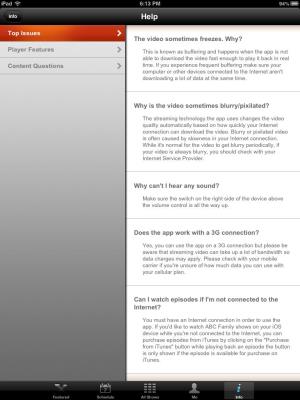 iPad
6:13 PM
94%
Info
Help
Top Issues
Player Features
Content Questions
The video sometimes freezes. Why?
This is known as buffering and happens when the app is not
able to download the video fast enough to play it back in real
time. If you experience frequent buffering make sure your
computer or other devices connected to the Internet aren't
downloading a lot of data at the same time.
Why is the video sometimes blurry/pixilated?
The streaming technology the app uses changes the video
quality automatically based on how quickly your Internet
connection can download the video. Blurry or pixilated video
is often caused by slowness in your Internet connection.
While it's normal for the video to get blurry periodically, if
your video is always blurry, you should check with your
Internet Service Provider.
Why can't I hear any sound?
Make sure the switch on the right side of the device above
the volume control is all the way up.
Does the app work with a 3G connection?
Yes, you can use the app on a 3G connection but please be
aware that streaming video can take up a lot of bandwidth so
data charges may apply. Please check with your mobile
carrier if you're unsure of how much data you can use with
your cellular plan.
Can I watch episodes if I'm not connected to the
Internet?
You must have an Internet connection in order to use the
app. If you'd like to watch ABC Family shows on your iOS
device while you're not connected to the Internet, you can
purchase episodes from iTunes by clicking on the "Purchase
from iTunes" button while playing back an episode the button
is only shown if the episode is available for purchase on
iTunes.
Featured
Schedule
All Shows
Me
Info